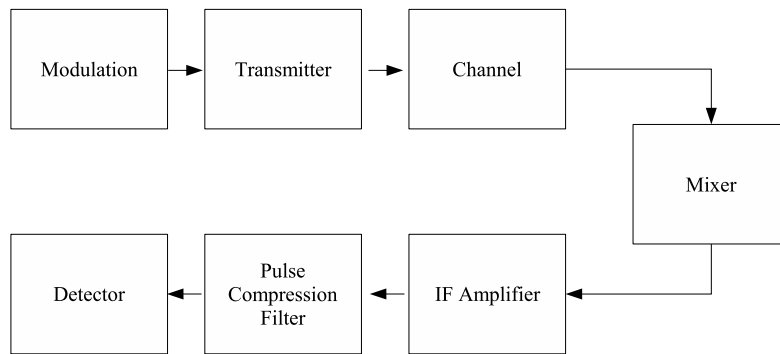 Modulation
Transmitter
Channel
Mixer
Detector
Pulse
Compression
Filter
IF Amplifier